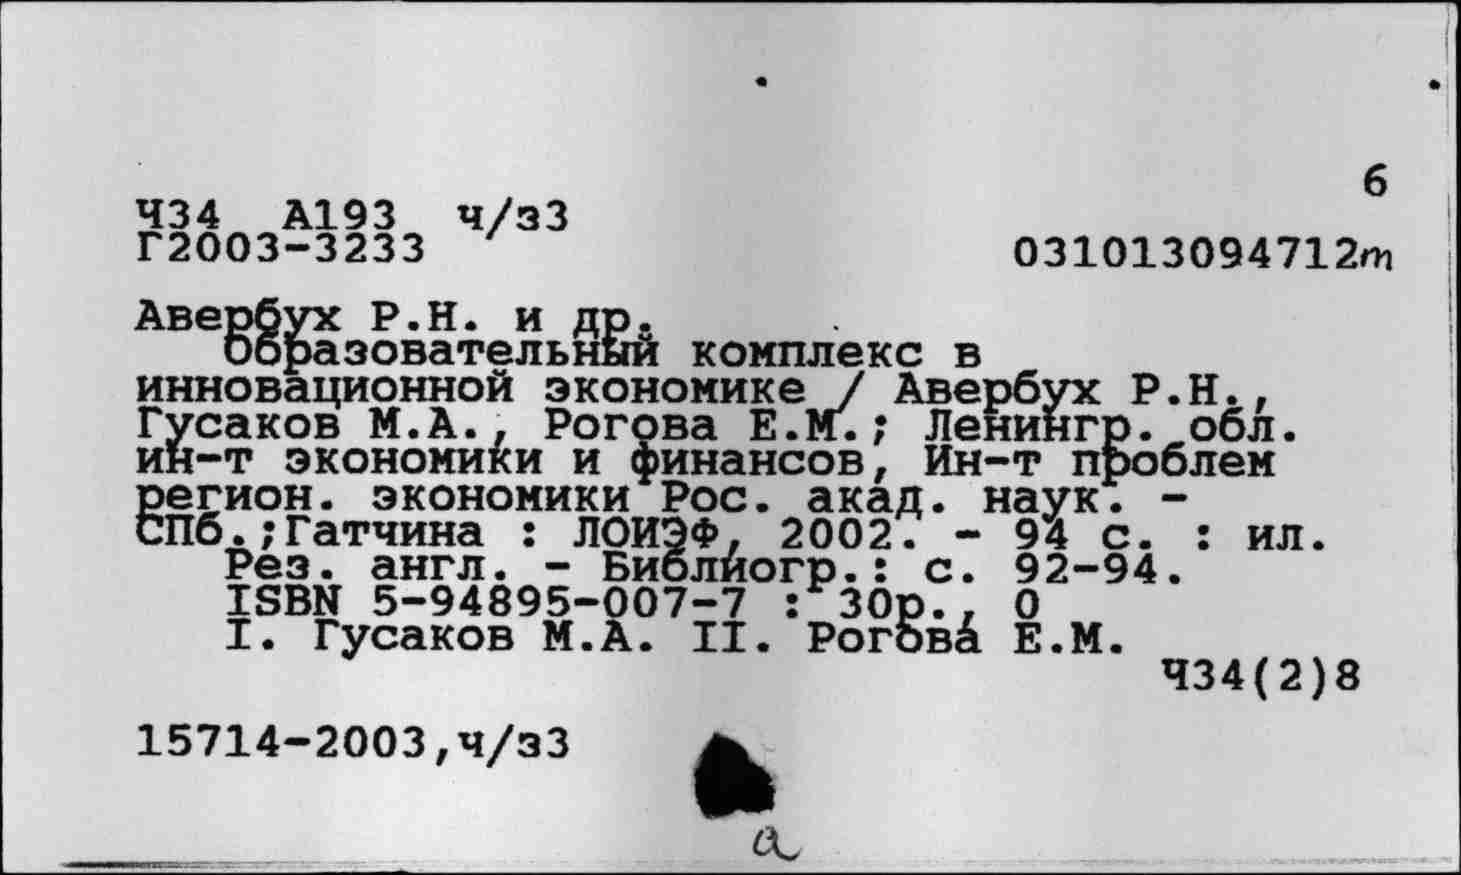 6
Ч34 А193 ч/з3
Г2003-3233 031013094712m
Авербух Р.Н. и др.
Образовательный комплекс в
инновационной экономике / Авербух Р.Н.,
Гусаков М.А., Рогова Е.М.; Ленингр. обл.
ин-т экономики и финансов, Ин-т проблем
регион. экономики Рос. акад. наук. -
СПб.;Гатчина : ЛОИЭФ, 2002. - 94 с. : ил.
Рез. англ. - Библиогр.: с. 92-94.
ISBN 5-94895-007-7 : 30р., 0
I. Гусаков М.А. II. Рогова Е.М.
Ч34(2)8
15714-2003,ч/з3
а